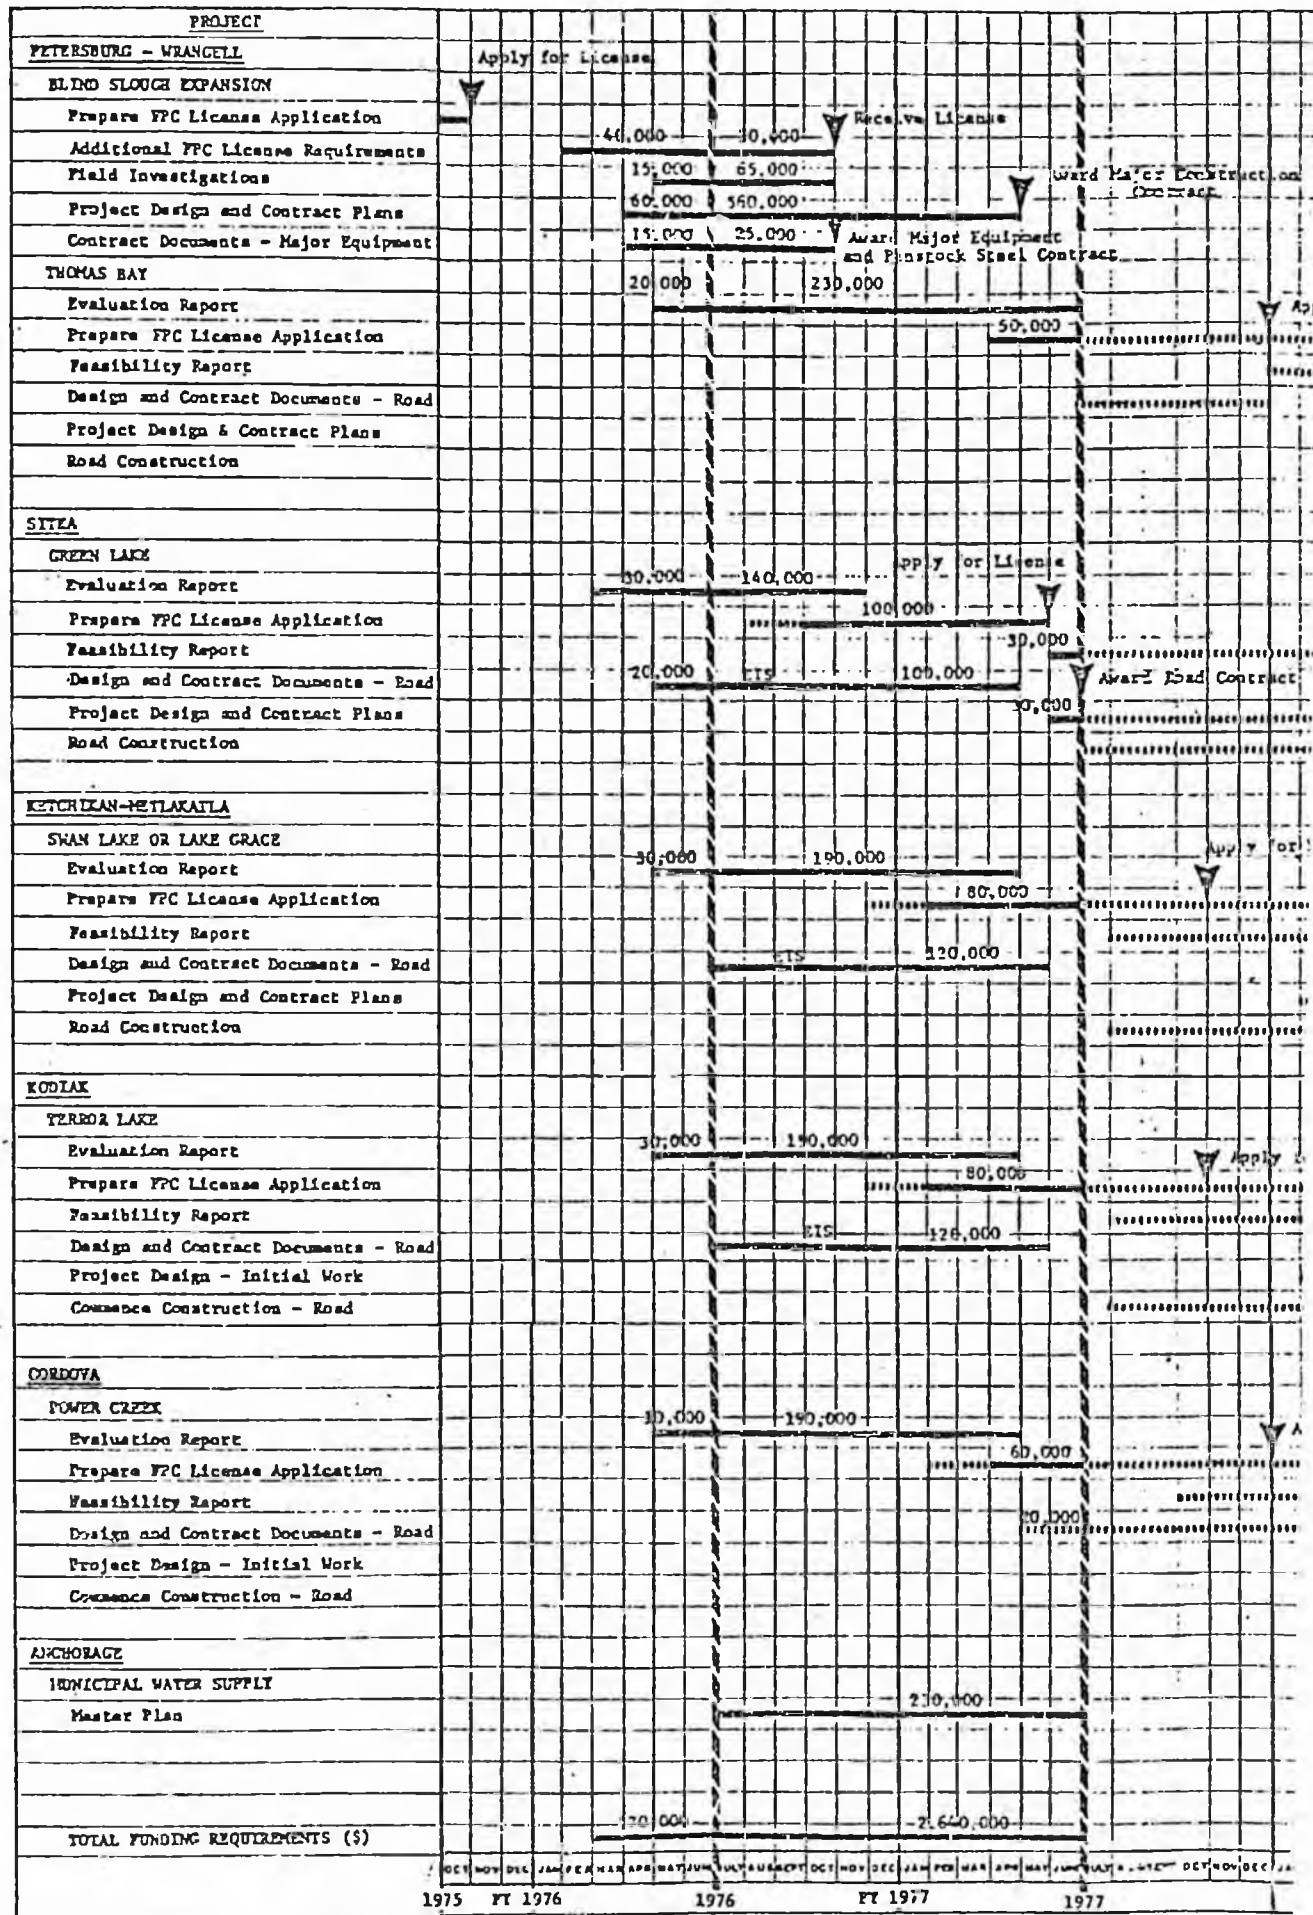 PROJECT
PETERSBURG - WRANGELL
Apply for License
BLIND SLOUGH EXPANSION
Prepare FPC License Application
Receive License
40,000
Additional FPC License Requirements
15,000 65,000
Field Investigations
Award Major Construction
Contract
60,000 560,000
Project Design and Contract Plans
15,000 25,000
Contract Documents - Major Equipment
Award Major Equipment
and Penstock Steel Contract
THOMAS BAY
20,000 230,000
Evaluation Report
50,000
Prepare FPC License Application
Feasibility Report
Design and Contract Documents - Road
Project Design & Contract Plans
Road Construction
SITKA
GREEN LAKE
Apply for License
30,000 140,000
Evaluation Report
100,000
Prepare FPC License Application
30,000
Feasibility Report
20,000 EIS 100,000
Design and Contract Documents - Road
Award Road Contract
Project Design and Contract Plans
Road Construction
KETCHIKAN-METLAKATLA
SWAN LAKE OR LAKE GRACE
Apply for
30,000 190,000
Evaluation Report
80,000
Prepare FPC License Application
Feasibility Report
EIS 120,000
Design and Contract Documents - Road
Project Design and Contract Plans
Road Construction
KODIAK
TERROR LAKE
30,000 190,000
Evaluation Report
Apply
80,000
Prepare FPC License Application
Feasibility Report
EIS 120,000
Design and Contract Documents - Road
Project Design - Initial Work
Commence Construction - Road
CORDOVA
POWER CREEK
10,000 190,000
Evaluation Report
60,000
Prepare FPC License Application
Feasibility Report
20,000
Design and Contract Documents - Road
Project Design - Initial Work
Commence Construction - Road
ANCHORAGE
MUNICIPAL WATER SUPPLY
Master Plan
2,640,000
TOTAL FUNDING REQUIREMENTS ($)
OCT NOV DEC JAN FEB MAR APR MAY JUN JULY AUG SEPT OCT NOV DEC JAN FEB MAR APR MAY JUNE JULY OCT NOV DEC JA
1975 FY 1976 1976 FY 1977 1977